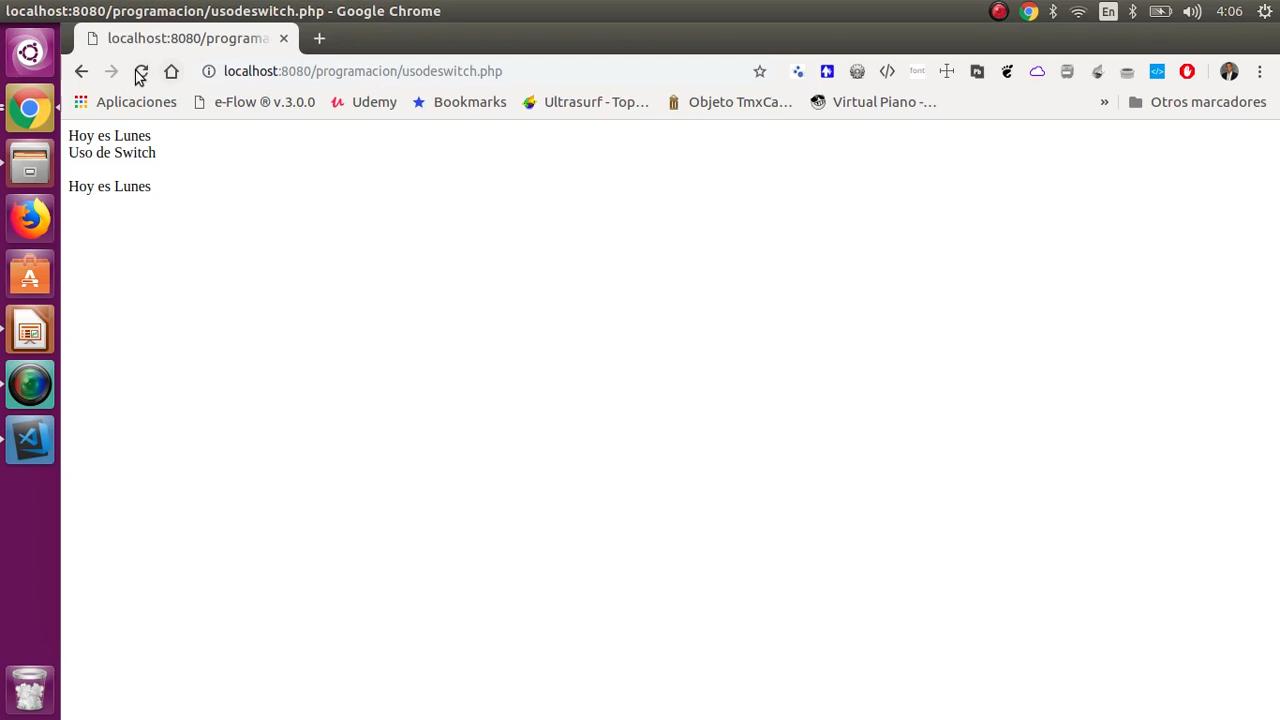 localhost:8080/programacion/usodeswitch.php - Google Chrome
En
4:06
localhost:8080/programa
localhost:8080/programacion/usodeswitch.php
font
Aplicaciones
e-Flow ® v.3.0.0
Udemy
Bookmarks
Ultrasurf - Top...
Objeto TmxCa...
Virtual Piano -...
»
Otros marcadores
Hoy es Lunes
Uso de Switch
Hoy es Lunes